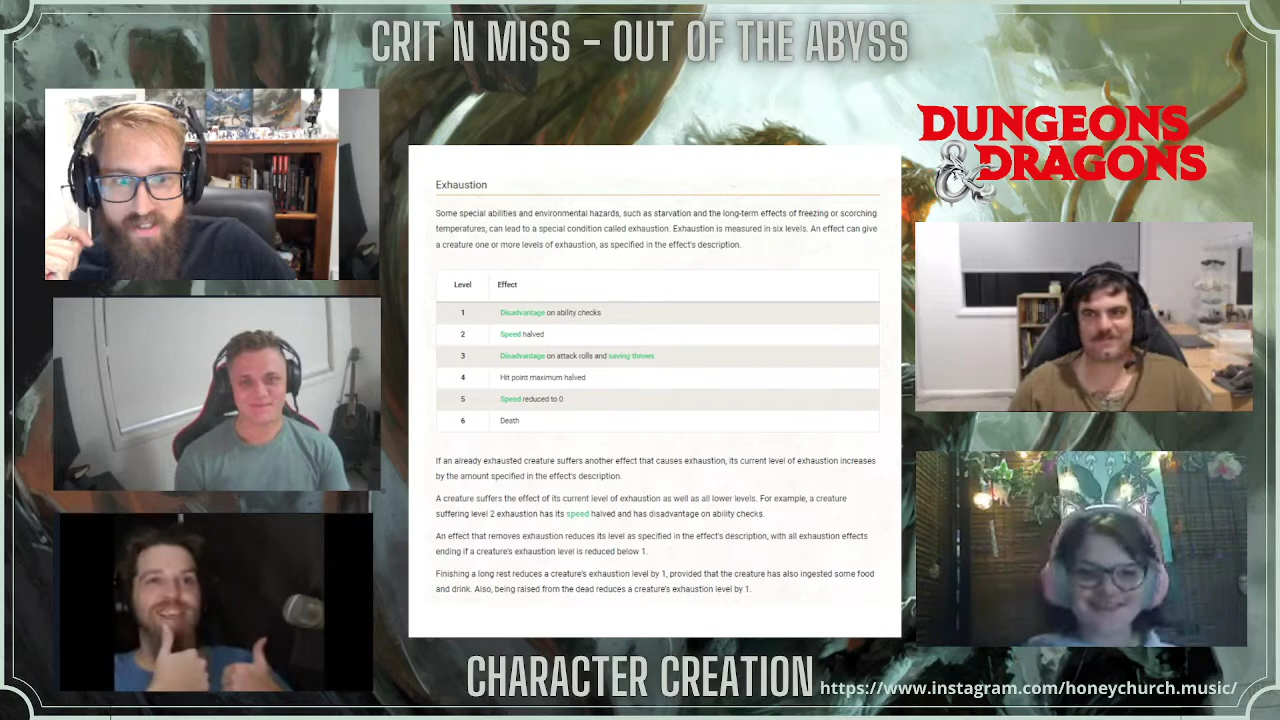 CRIT N MISS - OUT OF THE ABYSS
DUNGEONS
& DRAGONS
Exhaustion
Some special abilities and environmental hazards, such as starvation and the long-term effects of freezing or scorching
temperatures, can lead to a special condition called exhaustion. Exhaustion is measured in six levels. An effect can give
a creature one or more levels of exhaustion, as specified in the effect's description.
Level Effect
1 Disadvantage on ability checks
2 Speed halved
3 Disadvantage on attack rolls and saving throws
4 Hit point maximum halved
5 Speed reduced to 0
6 Death
If an already exhausted creature suffers another effect that causes exhaustion, its current level of exhaustion increases
by the amount specified in the effect's description.
A creature suffers the effect of its current level of exhaustion as well as all lower levels. For example, a creature
suffering level 2 exhaustion has its speed halved and has disadvantage on ability checks.
An effect that removes exhaustion reduces its level as specified in the effect's description, with all exhaustion effects
ending if a creature's exhaustion level is reduced below 1.
Finishing a long rest reduces a creature's exhaustion level by 1, provided that the creature has also ingested some food
and drink. Also, being raised from the dead reduces a creature's exhaustion level by 1.
CHARACTER CREATION
https://www.instagram.com/honeychurch.music/